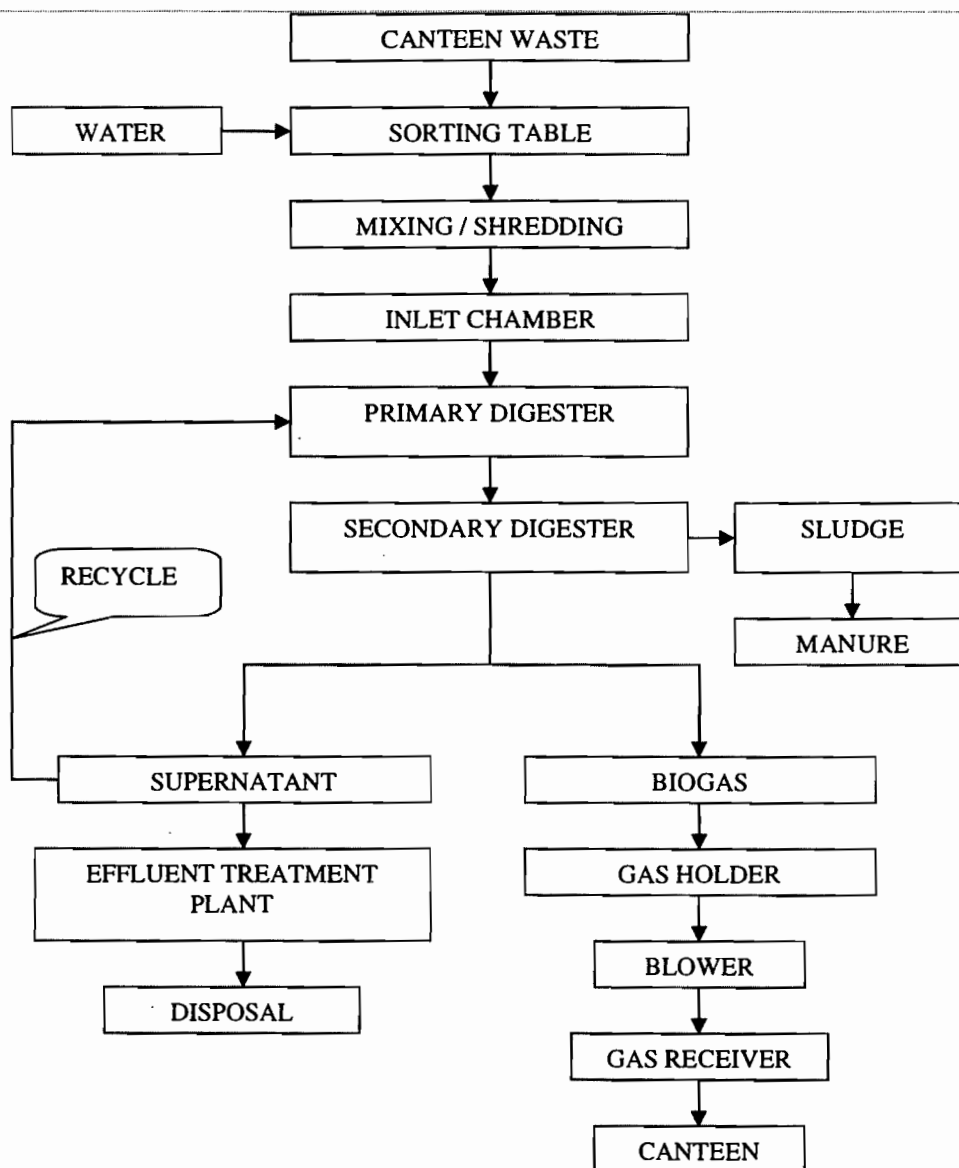 CANTEEN WASTE
WATER
SORTING TABLE
MIXING / SHREDDING
INLET CHAMBER
PRIMARY DIGESTER
SECONDARY DIGESTER
SLUDGE
RECYCLE
MANURE
SUPERNATANT
BIOGAS
EFFLUENT TREATMENT
PLANT
GAS HOLDER
BLOWER
DISPOSAL
GAS RECEIVER
CANTEEN